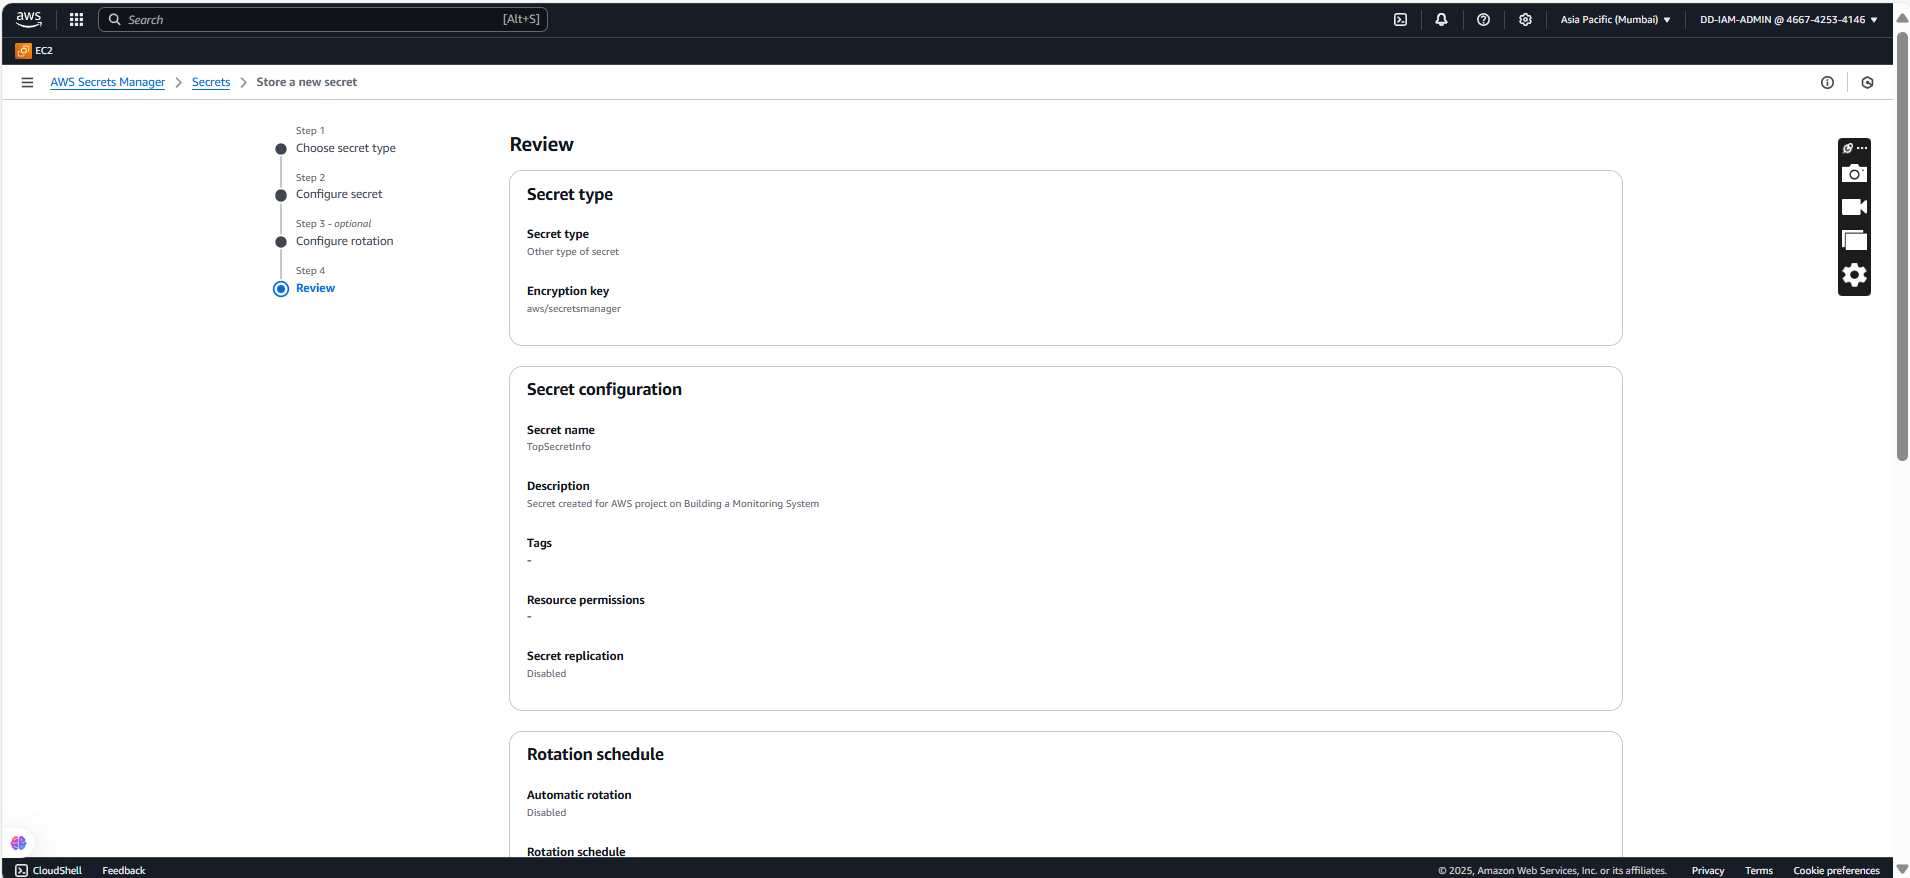 aws
Search [Alt+S]
Asia Pacific (Mumbai) ▼
DD-IAM-ADMIN @ 4667-4253-4146 ▼
EC2
AWS Secrets Manager > Secrets > Store a new secret
Step 1
Choose secret type
Step 2
Configure secret
Step 3 - optional
Configure rotation
Step 4
Review
Review
Secret type
Secret type
Other type of secret
Encryption key
aws/secretsmanager
Secret configuration
Secret name
TopSecretInfo
Description
Secret created for AWS project on Building a Monitoring System
Tags
-
Resource permissions
-
Secret replication
Disabled
Rotation schedule
Automatic rotation
Disabled
Rotation schedule
CloudShell Feedback
© 2025, Amazon Web Services, Inc. or its affiliates. Privacy Terms Cookie preferences